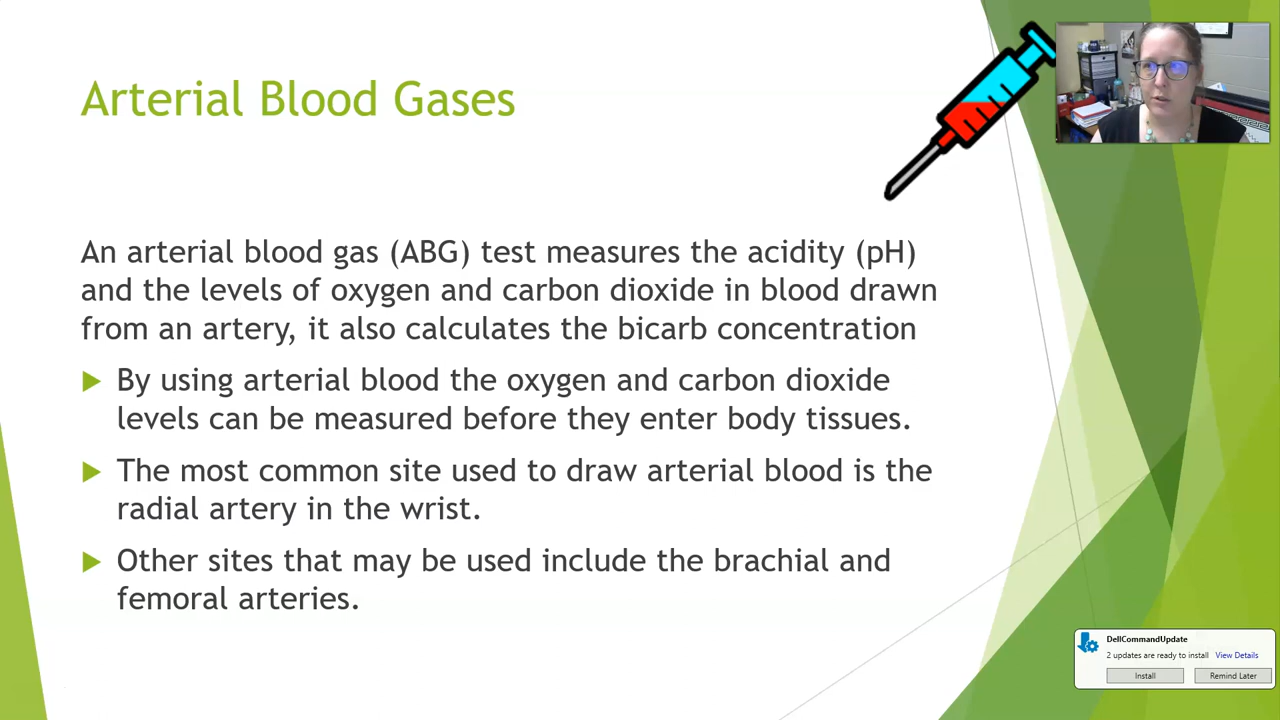 Arterial Blood Gases
An arterial blood gas (ABG) test measures the acidity (pH)
and the levels of oxygen and carbon dioxide in blood drawn
from an artery, it also calculates the bicarb concentration
By using arterial blood the oxygen and carbon dioxide
levels can be measured before they enter body tissues.
The most common site used to draw arterial blood is the
radial artery in the wrist.
Other sites that may be used include the brachial and
femoral arteries.
DellCommandUpdate
2 updates are ready to install View Details
Install Remind Later